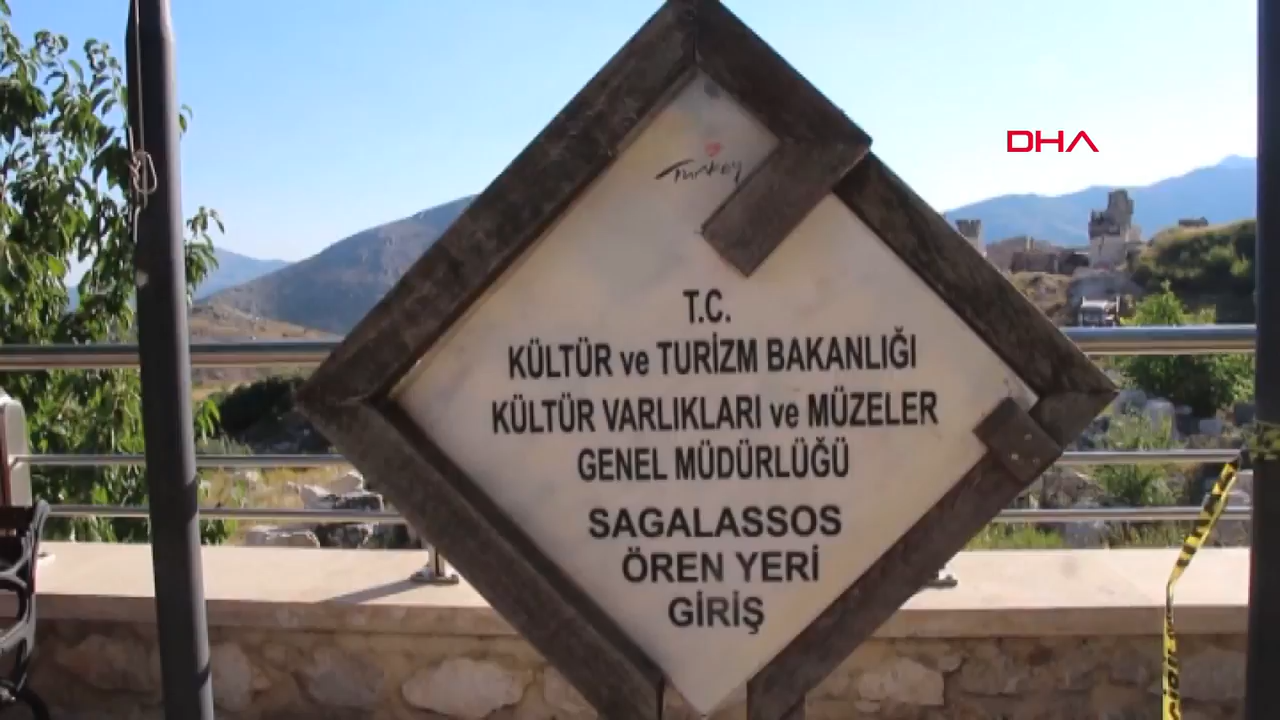 DHA
Turkey
T.C.
KÜLTÜR ve TURİZM BAKANLIĞI
KÜLTÜR VARLIKLARI ve MÜZELER
GENEL MÜDÜRLÜĞÜ
SAGALASSOS
ÖREN YERİ
GİRİŞ